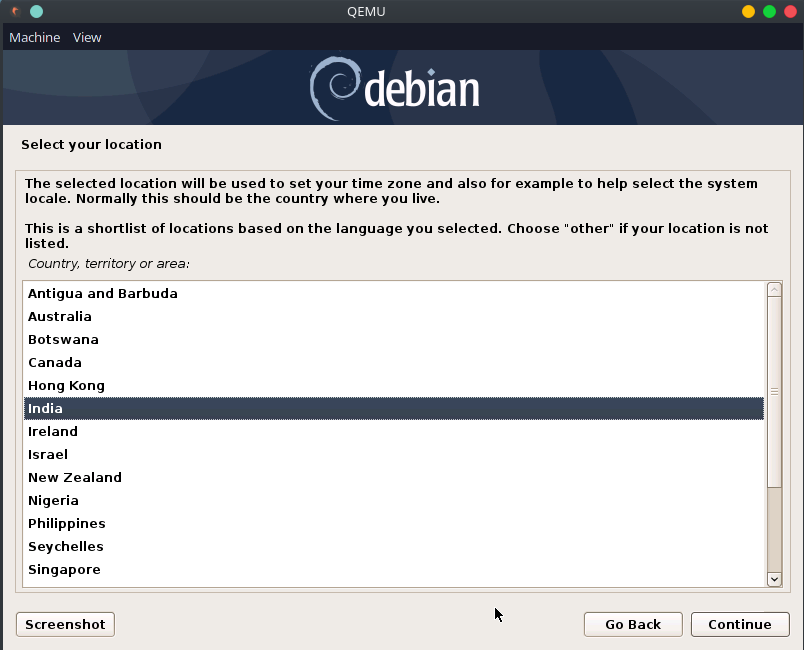 QEMU
Machine View
debian
Select your location
The selected location will be used to set your time zone and also for example to help select the system
locale. Normally this should be the country where you live.
This is a shortlist of locations based on the language you selected. Choose "other" if your location is not
listed.
Country, territory or area:
Antigua and Barbuda
Australia
Botswana
Canada
Hong Kong
India
Ireland
Israel
New Zealand
Nigeria
Philippines
Seychelles
Singapore
Screenshot Go Back Continue